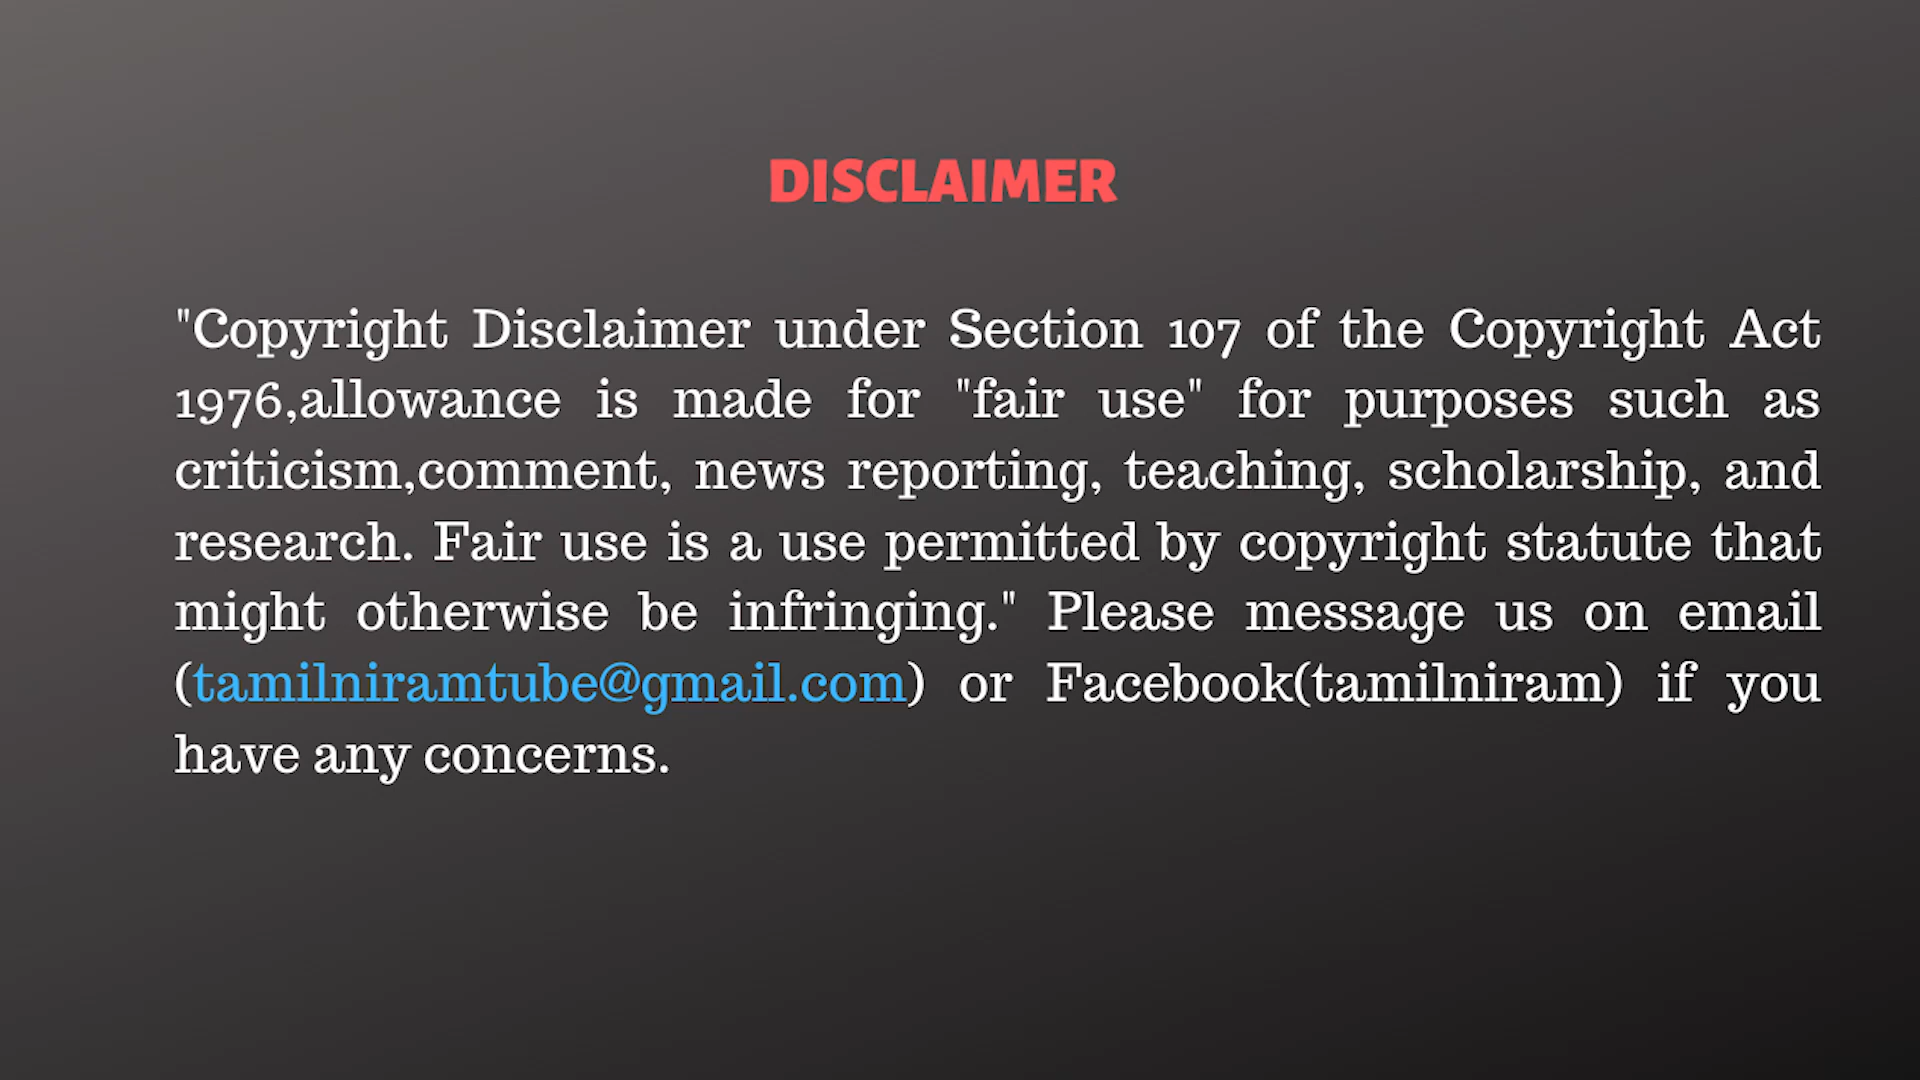 DISCLAIMER
"Copyright Disclaimer under Section 107 of the Copyright Act
1976,allowance is made for "fair use" for purposes such as
criticism,comment, news reporting, teaching, scholarship, and
research. Fair use is a use permitted by copyright statute that
might otherwise be infringing." Please message us on email
(tamilniramtube@gmail.com) or Facebook(tamilniram) if you
have any concerns.